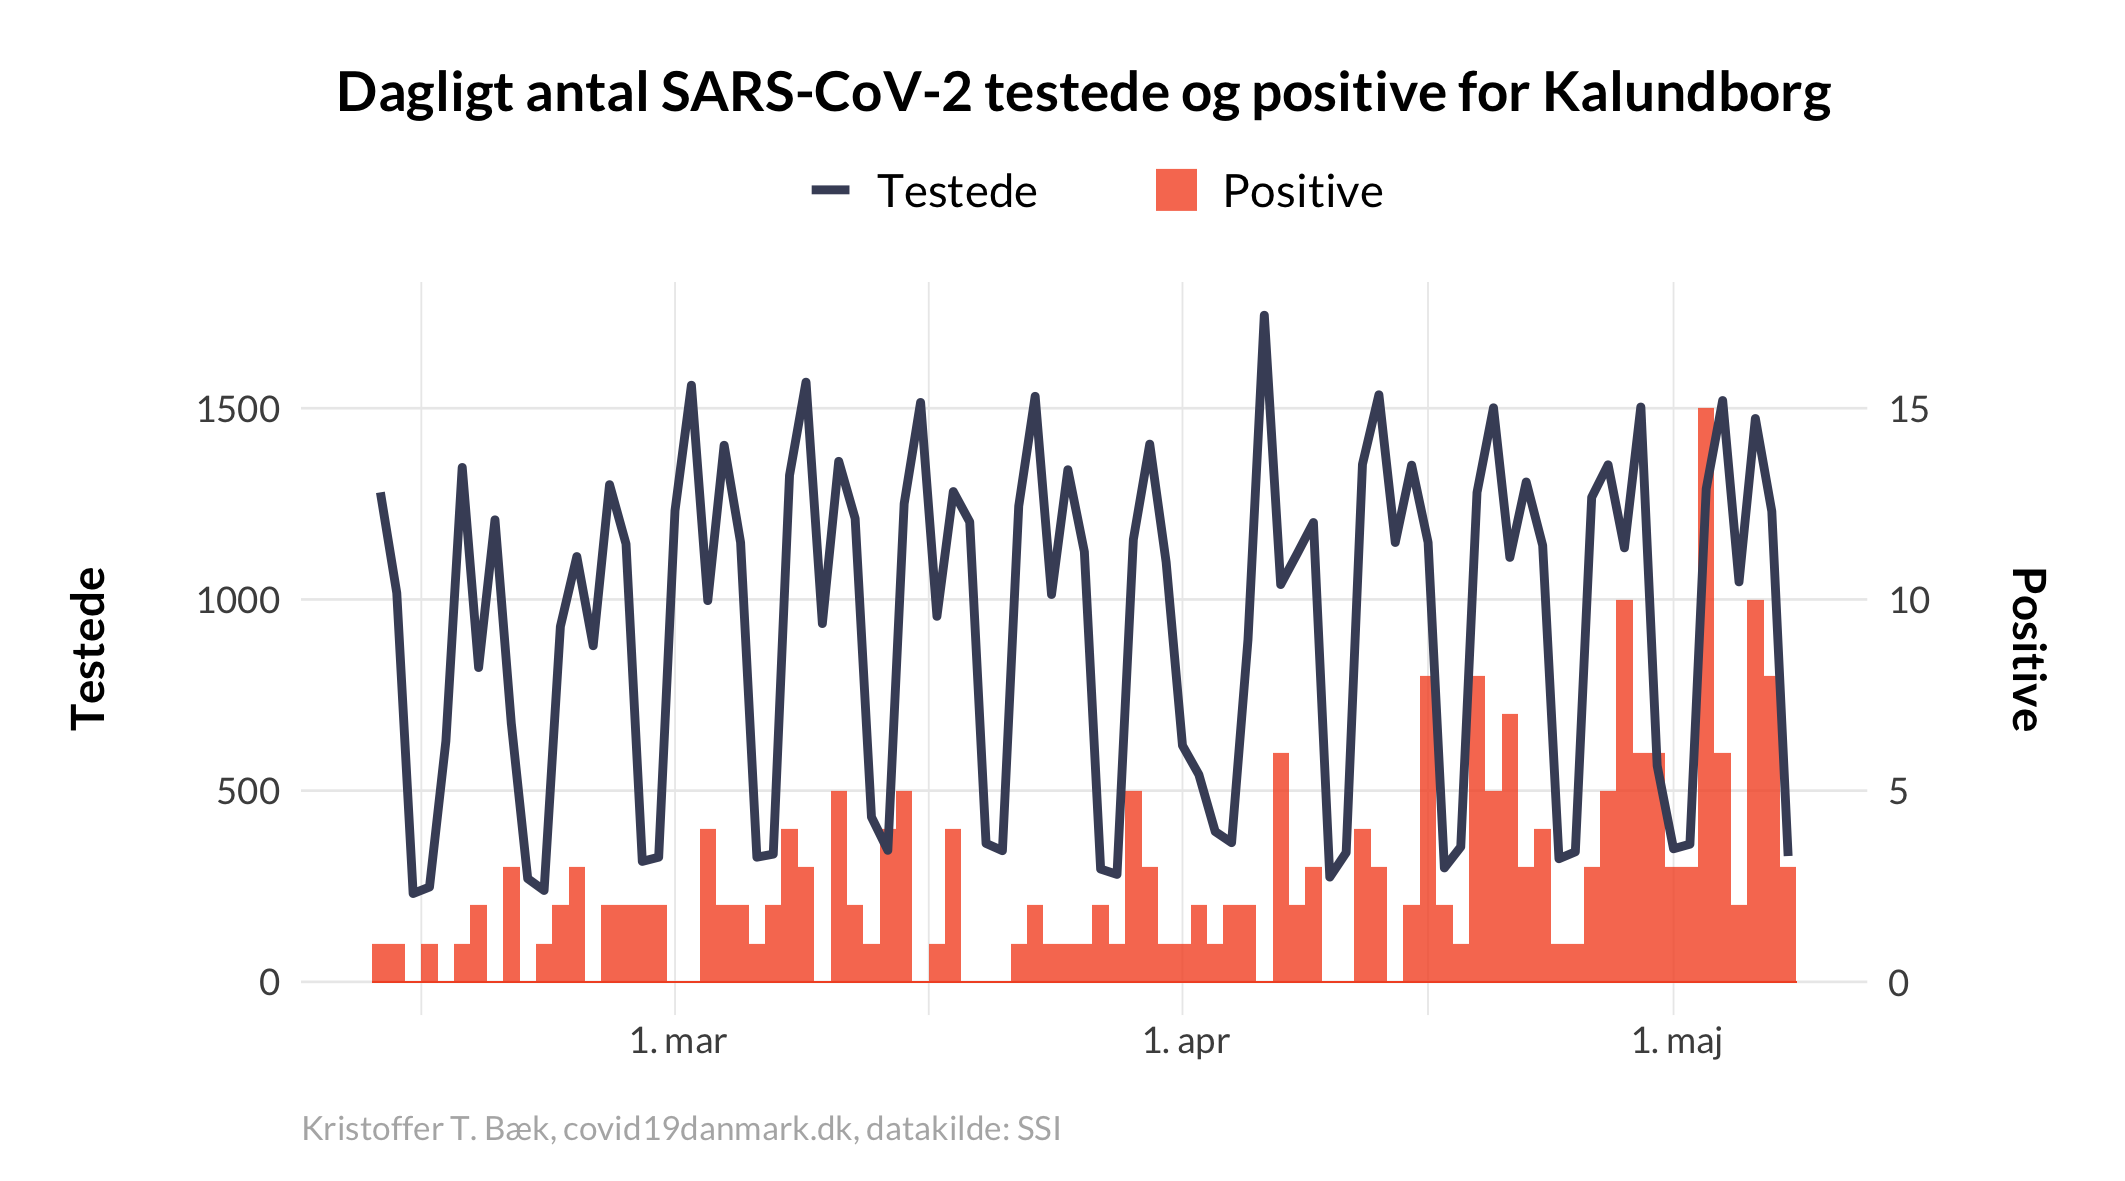 Dagligt antal SARS-CoV-2 testede og positive for Kalundborg
Testede
Positive
Testede
1500
1000
500
0
15
10
5
0
Positive
1. mar
1. apr
1. maj
Kristoffer T. Bæk, covid19danmark.dk, datakilde: SSI